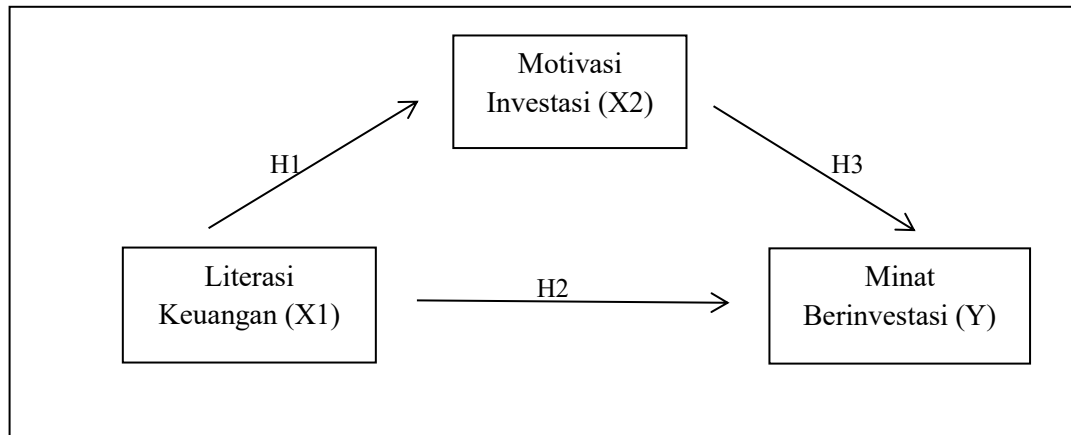 Motivasi
Investasi (X2)
H1
H3
Literasi
Keuangan (X1)
H2
Minat
Berinvestasi (Y)